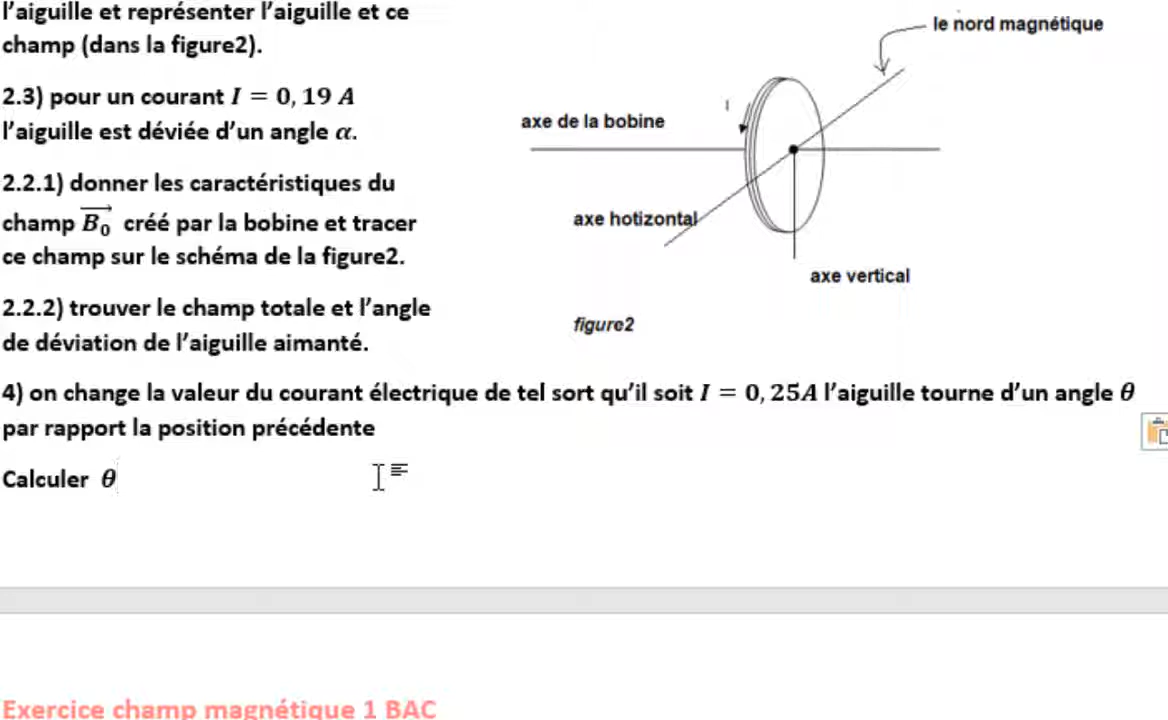 l'aiguille et représenter l'aiguille et ce
champ (dans la figure2).
2.3) pour un courant I = 0, 19 A
l'aiguille est déviée d'un angle α.
2.2.1) donner les caractéristiques du
champ \overrightarrow{B_0} créé par la bobine et tracer
ce champ sur le schéma de la figure2.
2.2.2) trouver le champ totale et l'angle
de déviation de l'aiguille aimanté.
le nord magnétique
I
axe de la bobine
axe hotizontal
axe vertical
figure2
4) on change la valeur du courant électrique de tel sort qu'il soit I = 0, 25A l'aiguille tourne d'un angle θ
par rapport la position précédente
Calculer θ
Exercice champ magnétique 1 BAC